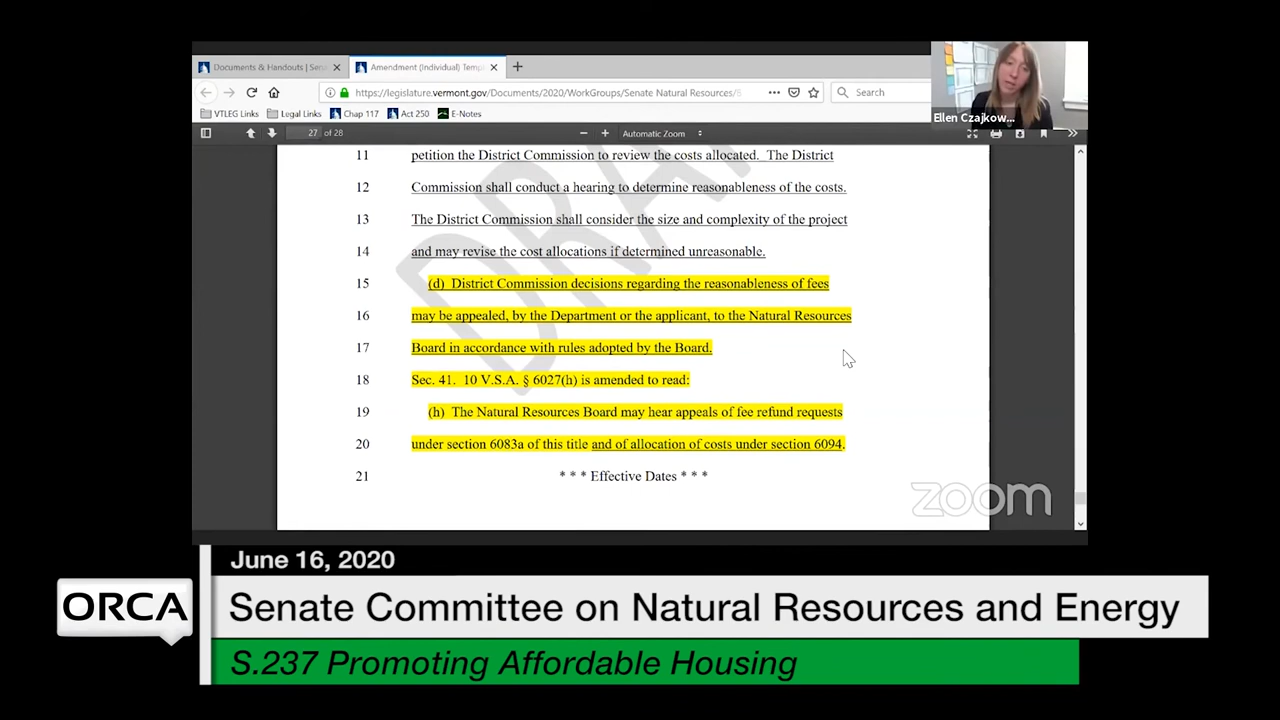 Documents & Handouts | Sen
Amendment (Individual) Temp
https://legislature.vermont.gov/Documents/2020/WorkGroups/Senate Natural Resources/
Search
VTLEG
Legal Links
Chap 117
Act 250
E-Notes
Ellen Czajkow...
27 of 28
Automatic Zoom
DRA
11 petition the District Commission to review the costs allocated. The District
12 Commission shall conduct a hearing to determine reasonableness of the costs.
13 The District Commission shall consider the size and complexity of the project
14 and may revise the cost allocations if determined unreasonable.
15 (d) District Commission decisions regarding the reasonableness of fees
16 may be appealed, by the Department or the applicant, to the Natural Resources
17 Board in accordance with rules adopted by the Board.
18 Sec. 41. 10 V.S.A. § 6027(h) is amended to read:
19 (h) The Natural Resources Board may hear appeals of fee refund requests
20 under section 6083a of this title and of allocation of costs under section 6094.
21 * * * Effective Dates * * *
zoom
June 16, 2020
ORCA
Senate Committee on Natural Resources and Energy
S.237 Promoting Affordable Housing